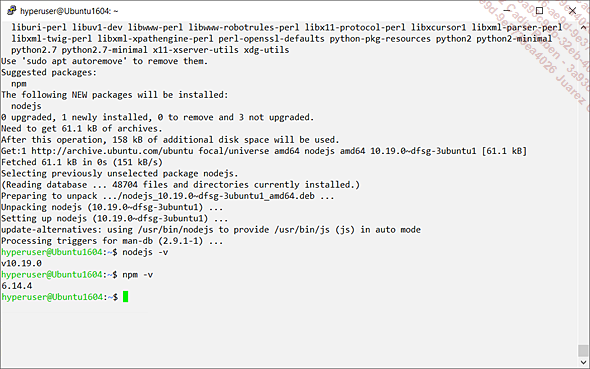 hyperuser@Ubuntu1604: ~
liburi-perl libuv1-dev libwww-perl libwww-robotrules-perl libx11-protocol-perl libxcursor1 libxml-parser-perl
libxml-twig-perl libxml-xpathengine-perl perl-openssl-defaults python-pkg-resources python2 python2-minimal
python2.7 python2.7-minimal x11-xserver-utils xdg-utils
Use 'sudo apt autoremove' to remove them.
Suggested packages:
npm
The following NEW packages will be installed:
nodejs
0 upgraded, 1 newly installed, 0 to remove and 3 not upgraded.
Need to get 61.1 kB of archives.
After this operation, 158 kB of additional disk space will be used.
Get:1 http://archive.ubuntu.com/ubuntu focal/universe amd64 nodejs amd64 10.19.0~dfsg-3ubuntu1 [61.1 kB]
Fetched 61.1 kB in 0s (151 kB/s)
Selecting previously unselected package nodejs.
(Reading database ... 48704 files and directories currently installed.)
Preparing to unpack .../nodejs_10.19.0~dfsg-3ubuntu1_amd64.deb ...
Unpacking nodejs (10.19.0~dfsg-3ubuntu1) ...
Setting up nodejs (10.19.0~dfsg-3ubuntu1) ...
update-alternatives: using /usr/bin/nodejs to provide /usr/bin/js (js) in auto mode
Processing triggers for man-db (2.9.1-1) ...
hyperuser@Ubuntu1604:~$ nodejs -v
v10.19.0
hyperuser@Ubuntu1604:~$ npm -v
6.14.4
hyperuser@Ubuntu1604:~$